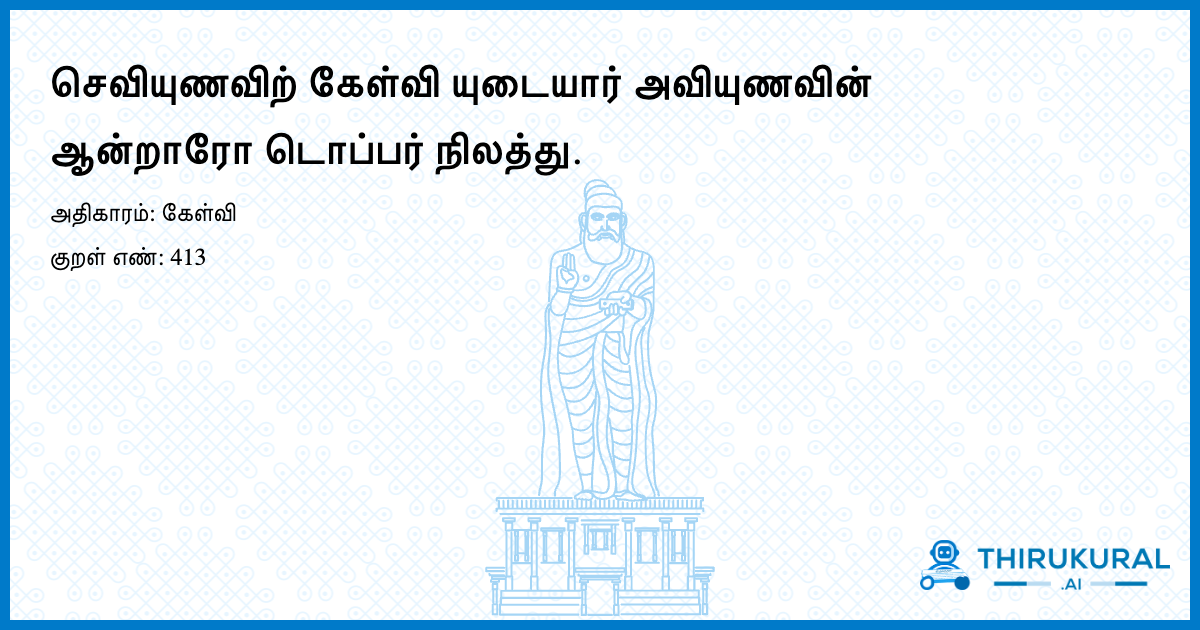 செவியுணவிற் கேள்வி யுடையார் அவியுணவின்
ஆன்றாரோ டொப்பர் நிலத்து.
அதிகாரம்: கேள்வி
குறள் எண்: 413
THIRUKURAL
.AI